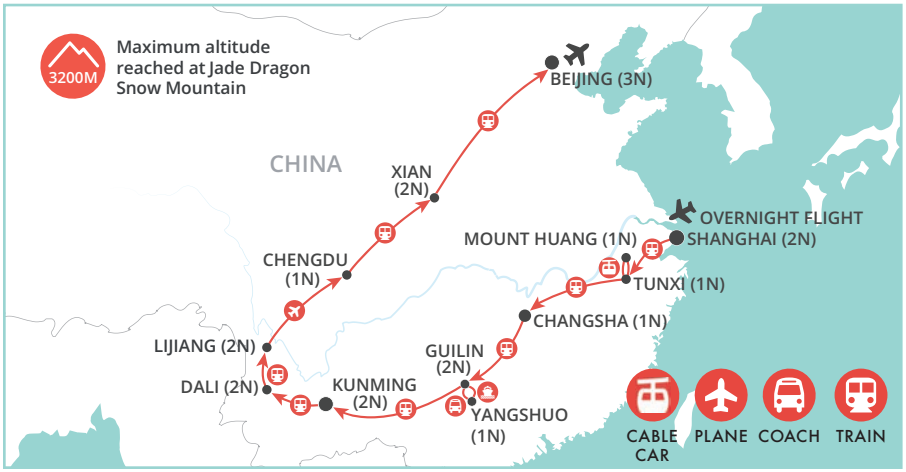 Maximum altitude
reached at Jade Dragon
Snow Mountain
3200M
BEIJING (3N)
CHINA
XIAN
(2N)
OVERNIGHT FLIGHT
SHANGHAI (2N)
MOUNT HUANG (1N)
CHENGDU
(1N)
TUNXI (1N)
CHANGSHA (1N)
LIJIANG (2N)
GUILIN
(2N)
DALI (2N)
KUNMING
(2N)
YANGSHUO
(1N)
CABLE
CAR
PLANE
COACH
TRAIN